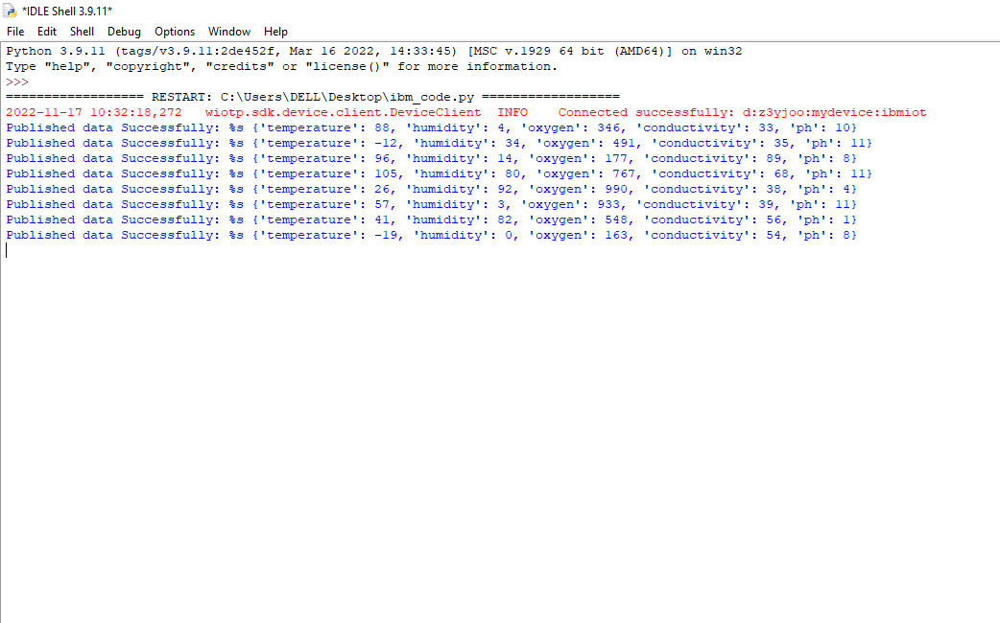 *IDLE Shell 3.9.11*
File Edit Shell Debug Options Window Help
Python 3.9.11 (tags/v3.9.11:2de452f, Mar 16 2022, 14:33:45) [MSC v.1929 64 bit (AMD64)] on win32
Type "help", "copyright", "credits" or "license()" for more information.
>>>
================== RESTART: C:\Users\DELL\Desktop\ibm_code.py ==================
2022-11-17 10:32:18,272   wiotp.sdk.device.client.DeviceClient  INFO    Connected successfully: d:z3yjoo:mydevice:ibmiot
Published data Successfully: %s {'temperature': 88, 'humidity': 4, 'oxygen': 346, 'conductivity': 33, 'ph': 10}
Published data Successfully: %s {'temperature': -12, 'humidity': 34, 'oxygen': 491, 'conductivity': 35, 'ph': 11}
Published data Successfully: %s {'temperature': 96, 'humidity': 14, 'oxygen': 177, 'conductivity': 89, 'ph': 8}
Published data Successfully: %s {'temperature': 105, 'humidity': 80, 'oxygen': 767, 'conductivity': 68, 'ph': 11}
Published data Successfully: %s {'temperature': 26, 'humidity': 92, 'oxygen': 990, 'conductivity': 38, 'ph': 4}
Published data Successfully: %s {'temperature': 57, 'humidity': 3, 'oxygen': 933, 'conductivity': 39, 'ph': 11}
Published data Successfully: %s {'temperature': 41, 'humidity': 82, 'oxygen': 548, 'conductivity': 56, 'ph': 1}
Published data Successfully: %s {'temperature': -19, 'humidity': 0, 'oxygen': 163, 'conductivity': 54, 'ph': 8}